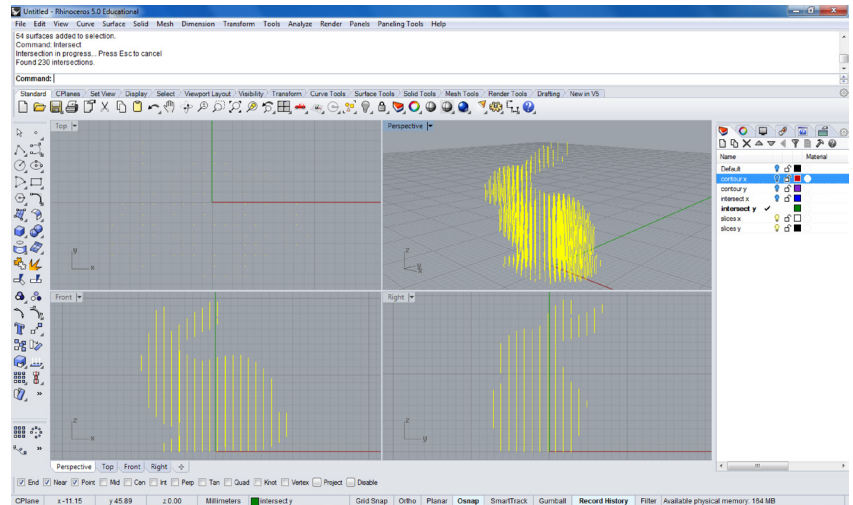 Untitled - Rhinoceros 5.0 Educational
File Edit View Curve Surface Solid Mesh Dimension Transform Tools Analyze Render Panels Paneling Tools Help
54 surfaces added to selection.
Command: Intersect
Intersection in progress... Press Esc to cancel
Found 230 intersections.
Command:
Standard CPlanes Set View Display Select Viewport Layout Visibility Transform Curve Tools Surface Tools Solid Tools Mesh Tools Render Tools Drafting New in V5
Top
y
x
Perspective
z
x
Front
z
x
Right
z
y
Name Material
Default
contour x
contour y
intersect x
intersect y
slices x
slices y
Perspective Top Front Right
End Near Point Mid Cen Int Perp Tan Quad Knot Vertex Project Disable
CPlane x -11.15 y 45.89 z 0.00 Millimeters intersect y Grid Snap Ortho Planar Osnap SmartTrack Gumball Record History Filter Available physical memory: 164 MB